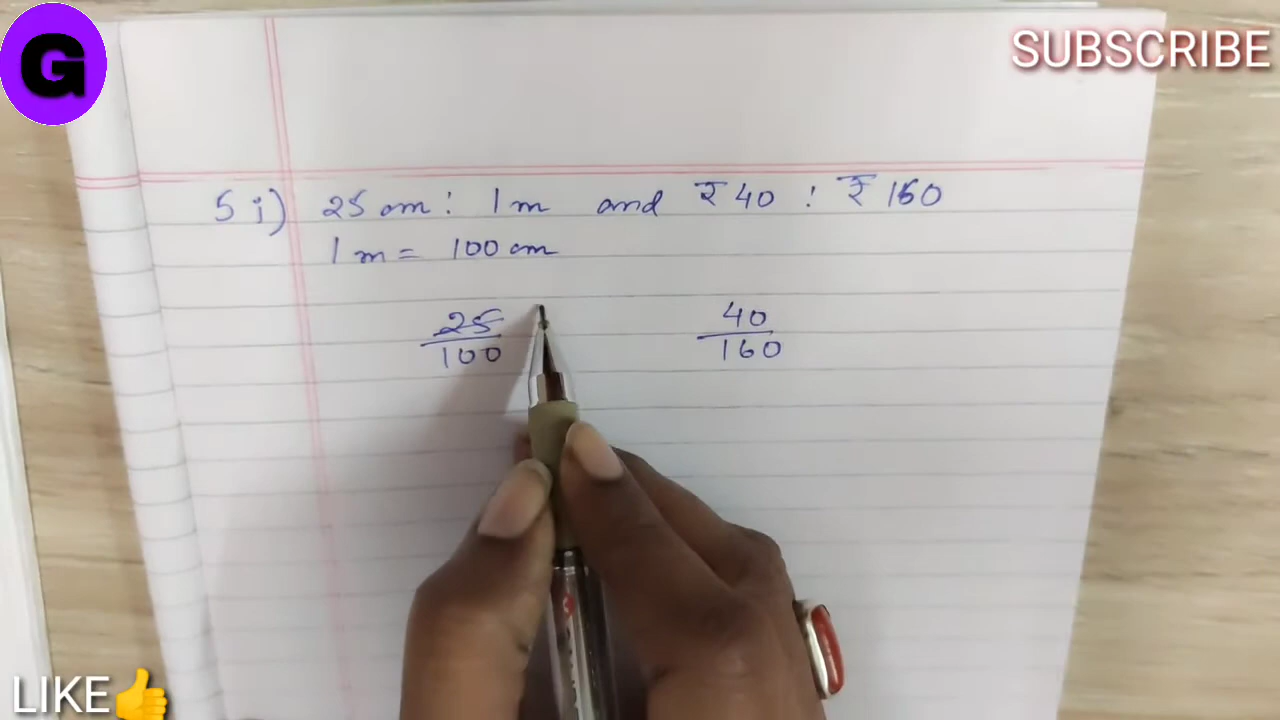 G
SUBSCRIBE
5 i) 25 cm : 1 m and ₹ 40 : ₹ 160
1 m = 100 cm
25 40
100 160
LIKE👍